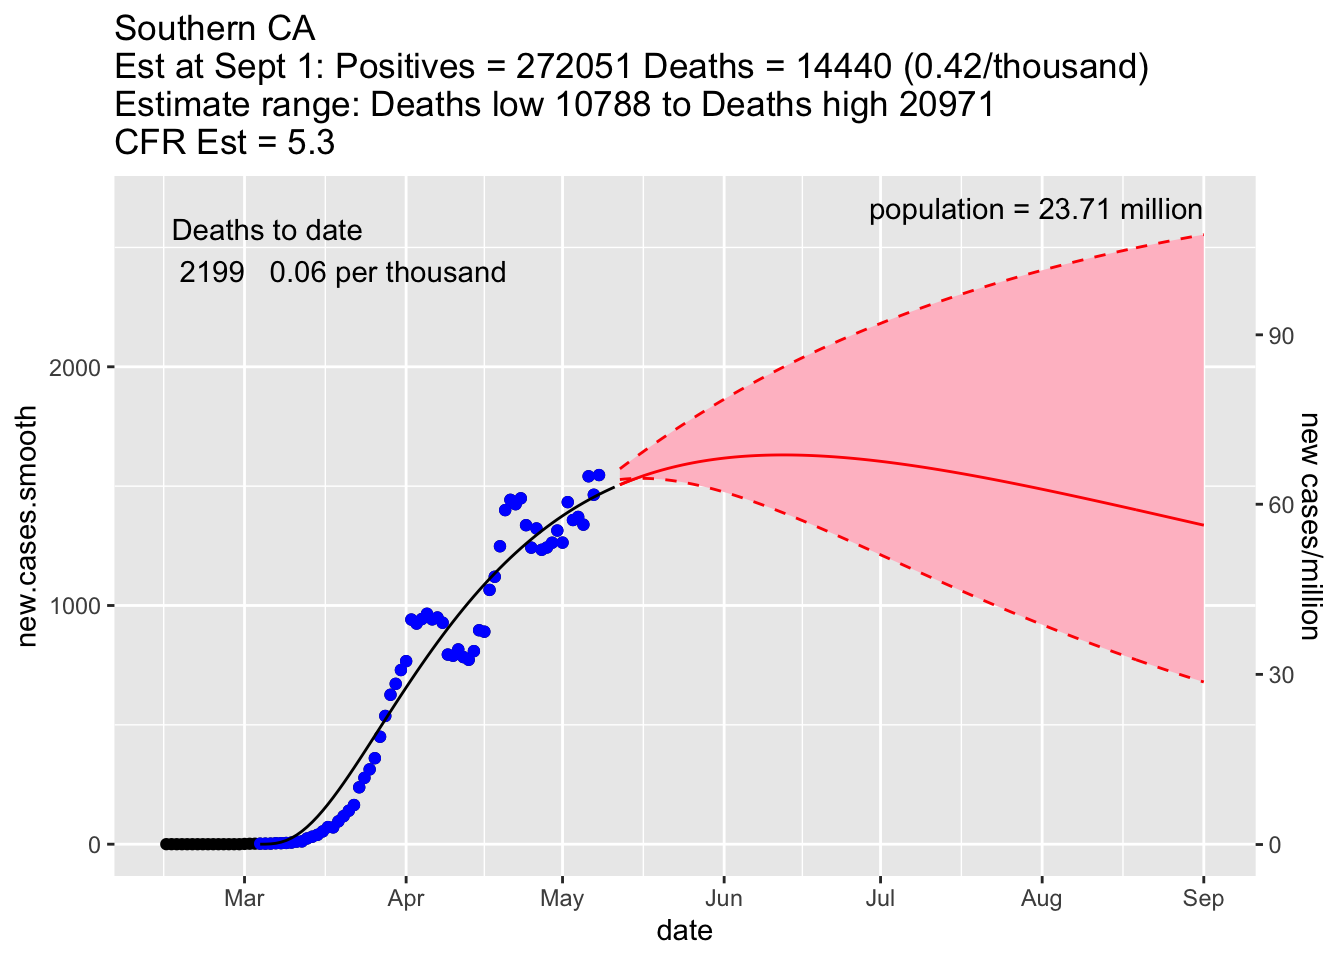 Southern CA
Est at Sept 1: Positives = 272051 Deaths = 14440 (0.42/thousand)
Estimate range: Deaths low 10788 to Deaths high 20971
CFR Est = 5.3
population = 23.71 million
Deaths to date
2199 0.06 per thousand
new.cases.smooth
2000
1000
0
90
60
30
0
new cases/million
Mar Apr May Jun Jul Aug Sep
date